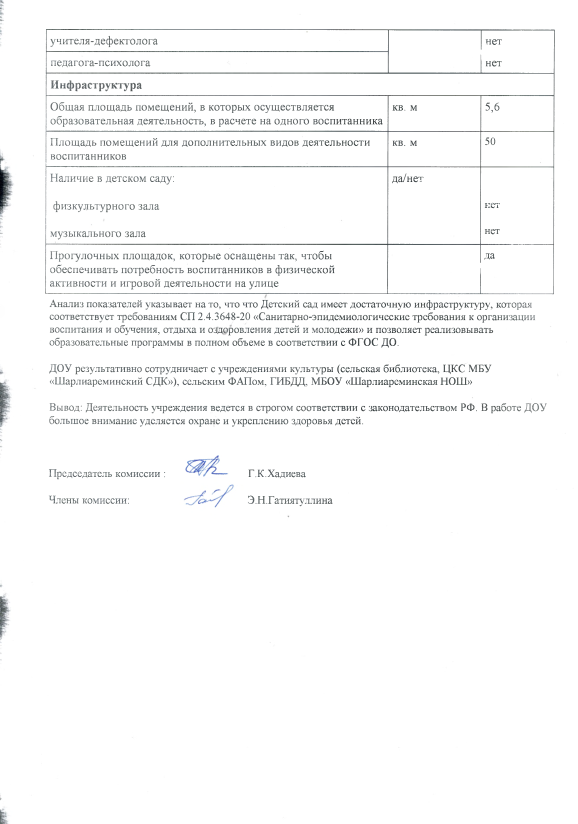 учителя-дефектолога нет
педагога-психолога нет
Инфраструктура
Общая площадь помещений, в которых осуществляется кв. м 5,6
образовательная деятельность, в расчете на одного воспитанника
Площадь помещений для дополнительных видов деятельности кв. м 50
воспитанников
Наличие в детском саду: да/нет
физкультурного зала нет
музыкального зала нет
Прогулочных площадок, которые оснащены так, чтобы да
обеспечивать потребность воспитанников в физической
активности и игровой деятельности на улице
Анализ показателей указывает на то, что что Детский сад имеет достаточную инфраструктуру, которая
соответствует требованиям СП 2.4.3648-20 «Санитарно-эпидемиологические требования к организации
воспитания и обучения, отдыха и оздоровления детей и молодежи» и позволяет реализовывать
образовательные программы в полном объеме в соответствии с ФГОС ДО.
ДОУ результативно сотрудничает с учреждениями культуры (сельская библиотека, ЦКС МБУ
«Шарлиареминский СДК»), сельским ФАПом, ГИБДД, МБОУ «Шарлиареминская НОШ»
Вывод: Деятельность учреждения ведется в строгом соответствии с законодательством РФ. В работе ДОУ
большое внимание уделяется охране и укреплению здоровья детей.
Председатель комиссии : Г.К.Хадиева
Члены комиссии: Э.Н.Гатиятуллина